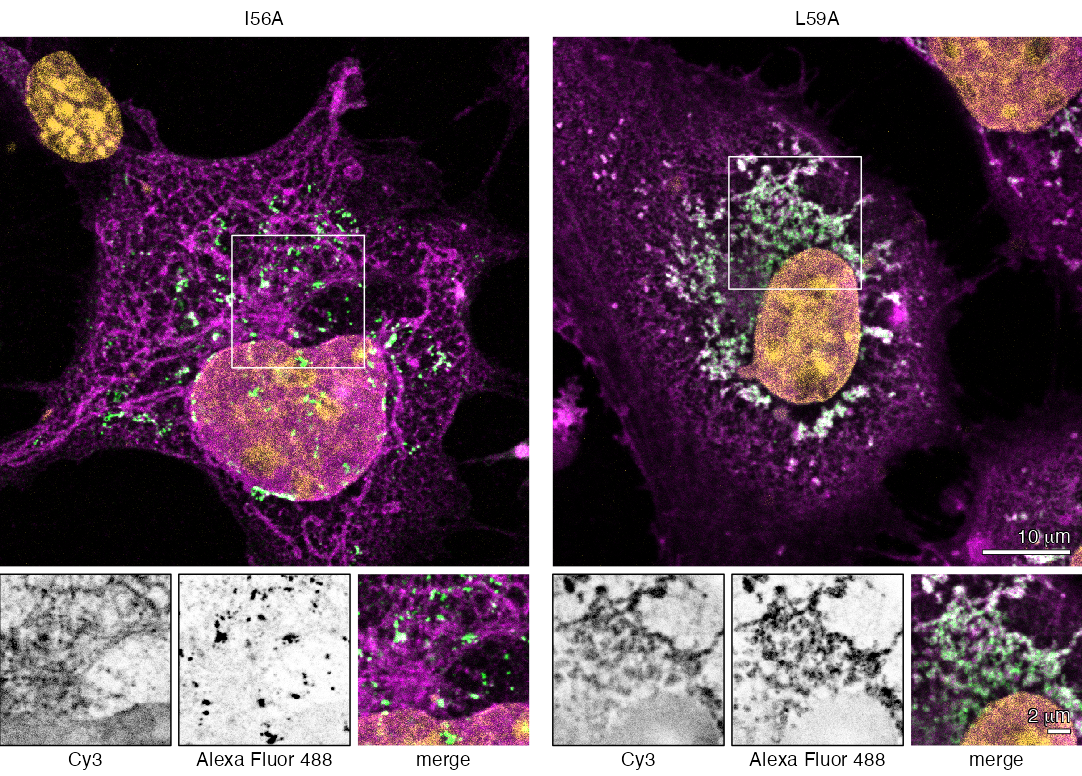 I56A
L59A
10 μm
2 μm
Cy3
Alexa Fluor 488
merge
Cy3
Alexa Fluor 488
merge